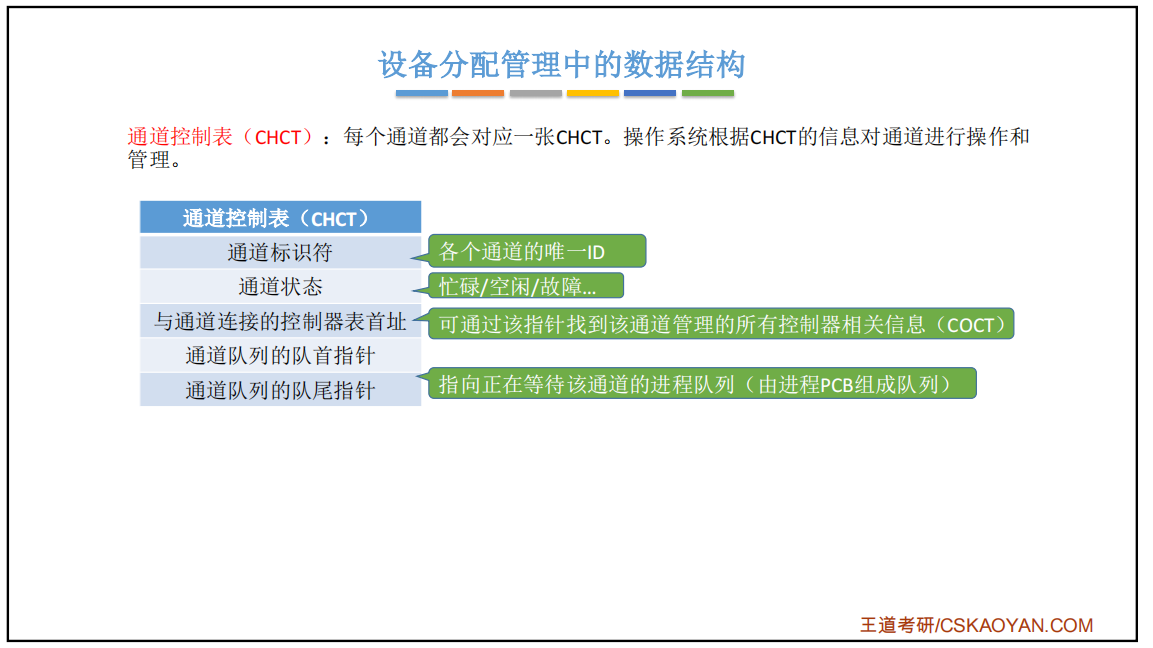 设备分配管理中的数据结构
通道控制表（CHCT）：每个通道都会对应一张CHCT。操作系统根据CHCT的信息对通道进行操作和
管理。
通道控制表（CHCT）
通道标识符
各个通道的唯一ID
通道状态
忙碌/空闲/故障...
与通道连接的控制器表首址
可通过该指针找到该通道管理的所有控制器相关信息（COCT）
通道队列的队首指针
通道队列的队尾指针
指向正在等待该通道的进程队列（由进程PCB组成队列）
王道考研/CSKAOYAN.COM